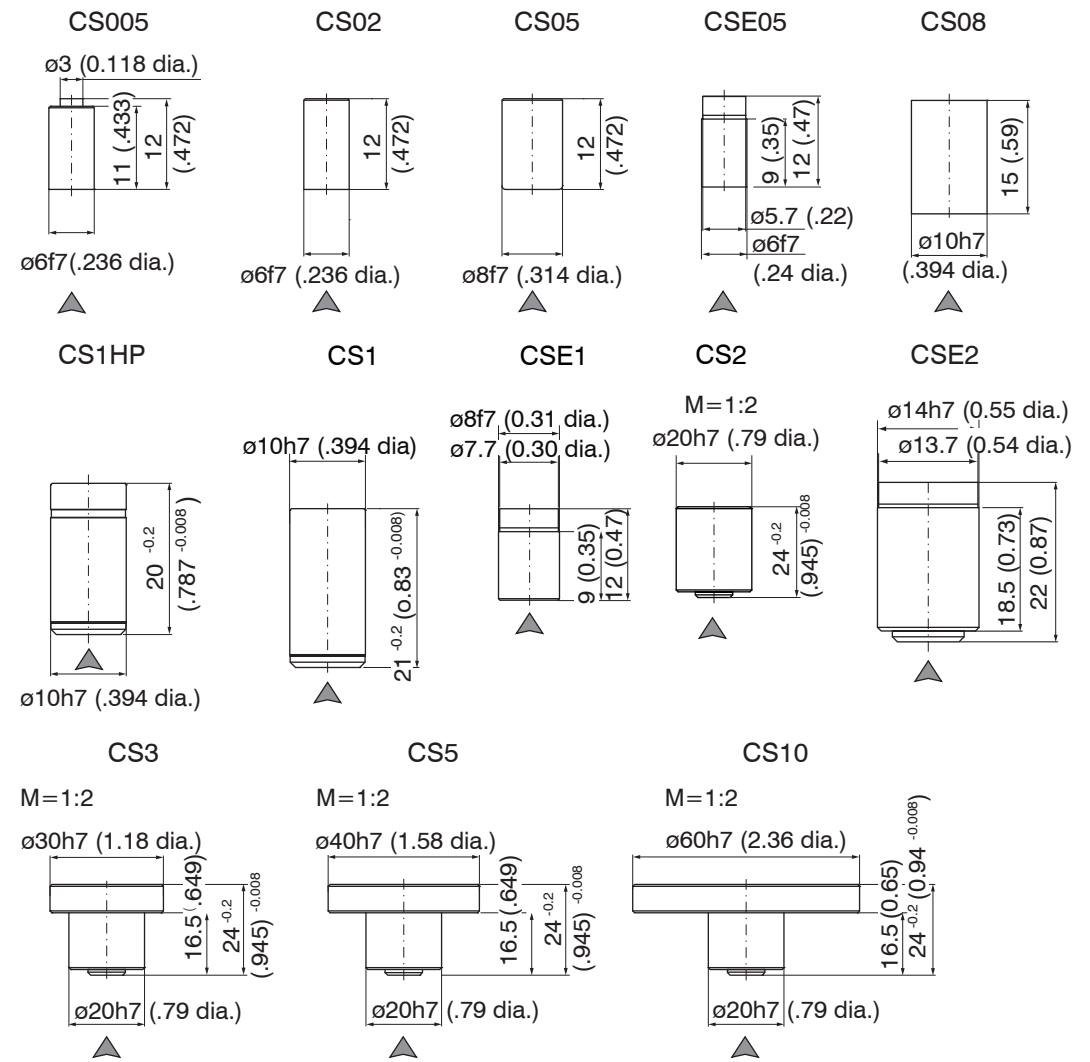 CS005
ø3 (0.118 dia.)
11 (.433)
12
(.472)
ø6f7(.236 dia.)
CS02
12
(.472)
ø6f7 (.236 dia.)
CS05
12
(.472)
ø8f7 (.314 dia.)
CSE05
9 (.35)
12 (.47)
ø5.7 (.22)
ø6f7
(.24 dia.)
CS08
15 (.59)
ø10h7
(.394 dia.)
CS1HP
20 -0.2
(.787 -0.008)
ø10h7 (.394 dia.)
CS1
ø10h7 (.394 dia)
21 -0.2 (o.83 -0.008)
CSE1
ø8f7 (0.31 dia.)
ø7.7 (0.30 dia.)
9 (0.35)
12 (0.47)
CS2
M=1:2
ø20h7 (.79 dia.)
24 -0.2
(.945) -0.008
CSE2
ø14h7 (0.55 dia.)
ø13.7 (0.54 dia.)
18.5 (0.73)
22 (0.87)
CS3
M=1:2
ø30h7 (1.18 dia.)
16.5 (.649)
24 -0.2
(.945) -0.008
ø20h7 (.79 dia.)
CS5
M=1:2
ø40h7 (1.58 dia.)
16.5 (.649)
24 -0.2
(.945) -0.008
ø20h7 (.79 dia.)
CS10
M=1:2
ø60h7 (2.36 dia.)
16.5 (0.65)
24 -0.2 (0.94 -0.008)
ø20h7 (.79 dia.)